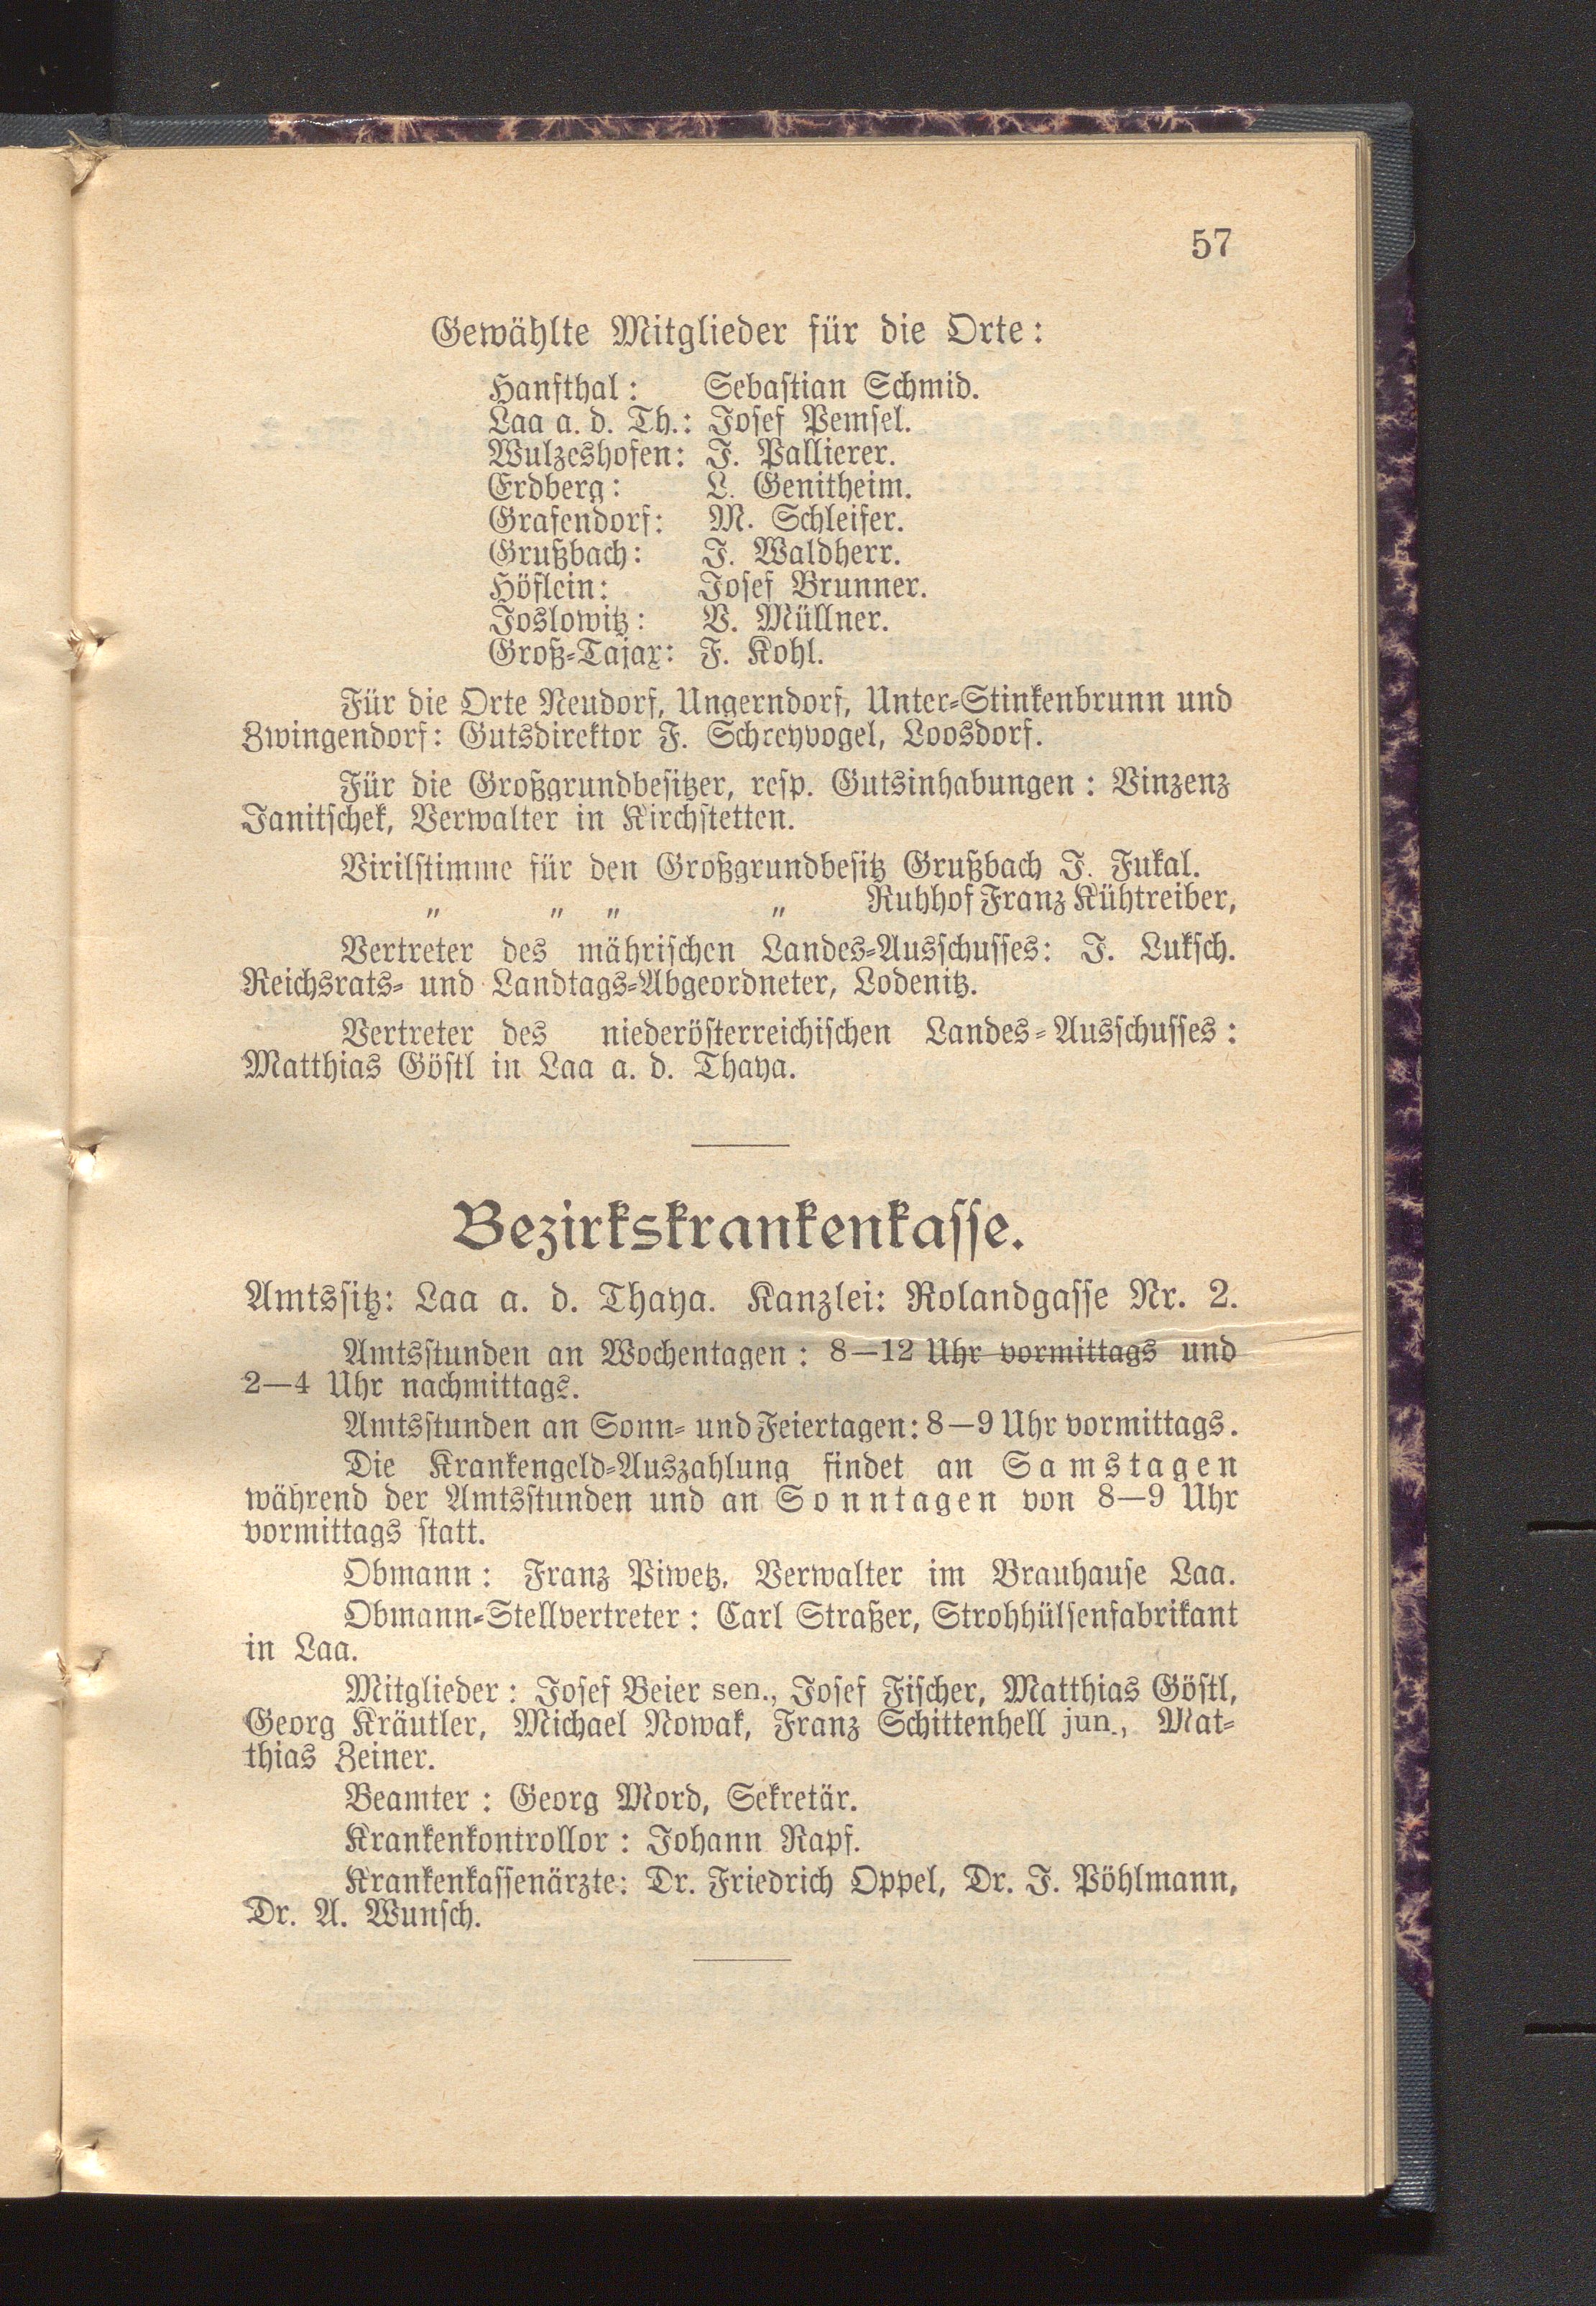 57
Gewählte Mitglieder für die Orte:
Hanfthal: Sebastian Schmid.
Laa a. d. Th.: Josef Pemsel.
Wulzeshofen: J. Pallierer.
Erdberg: L. Genitheim.
Grafendorf: M. Schleifer.
Grußbach: J. Waldherr.
Höflein: Josef Brunner.
Joslowitz: V. Müllner.
Groß-Tajax: F. Kohl.
Für die Orte Neudorf, Ungerndorf, Unter-Stinkenbrunn und
Zwingendorf: Gutsdirektor F. Schreyvogel, Loosdorf.
Für die Großgrundbesitzer, resp. Gutsinhabungen: Vinzenz
Janitschek, Verwalter in Kirchstetten.
Virilstimme für den Großgrundbesitz Grußbach J. Fukal.
" " " " Ruhhof Franz Kühtreiber,
Vertreter des mährischen Landes-Ausschusses: J. Luksch.
Reichsrats- und Landtags-Abgeordneter, Lodenitz.
Vertreter des niederösterreichischen Landes-Ausschusses:
Matthias Göstl in Laa a. d. Thaya.
Bezirkskrankenkasse.
Amtssitz: Laa a. d. Thaya. Kanzlei: Rolandgasse Nr. 2.
Amtsstunden an Wochentagen: 8—12 Uhr vormittags und
2—4 Uhr nachmittags.
Amtsstunden an Sonn- und Feiertagen: 8—9 Uhr vormittags.
Die Krankengeld-Auszahlung findet an Samstagen
während der Amtsstunden und an Sonntagen von 8—9 Uhr
vormittags statt.
Obmann: Franz Piwetz, Verwalter im Brauhause Laa.
Obmann-Stellvertreter: Carl Straßer, Strohhülsenfabrikant
in Laa.
Mitglieder: Josef Beier sen., Josef Fischer, Matthias Göstl,
Georg Kräutler, Michael Nowak, Franz Schittenhell jun., Mat-
thias Zeiner.
Beamter: Georg Mord, Sekretär.
Krankenkontrollor: Johann Rapf.
Krankenkassenärzte: Dr. Friedrich Oppel, Dr. J. Pöhlmann,
Dr. A. Wunsch.